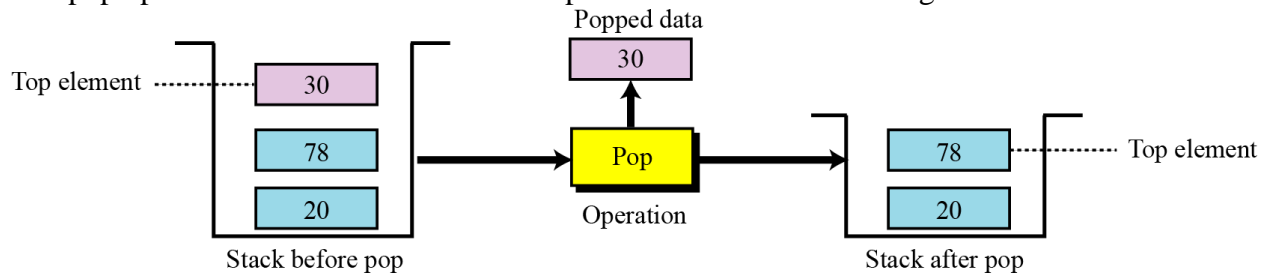 Popped data
30
Top element
30
78
20
Pop
Operation
Stack before pop
78
Top element
20
Stack after pop